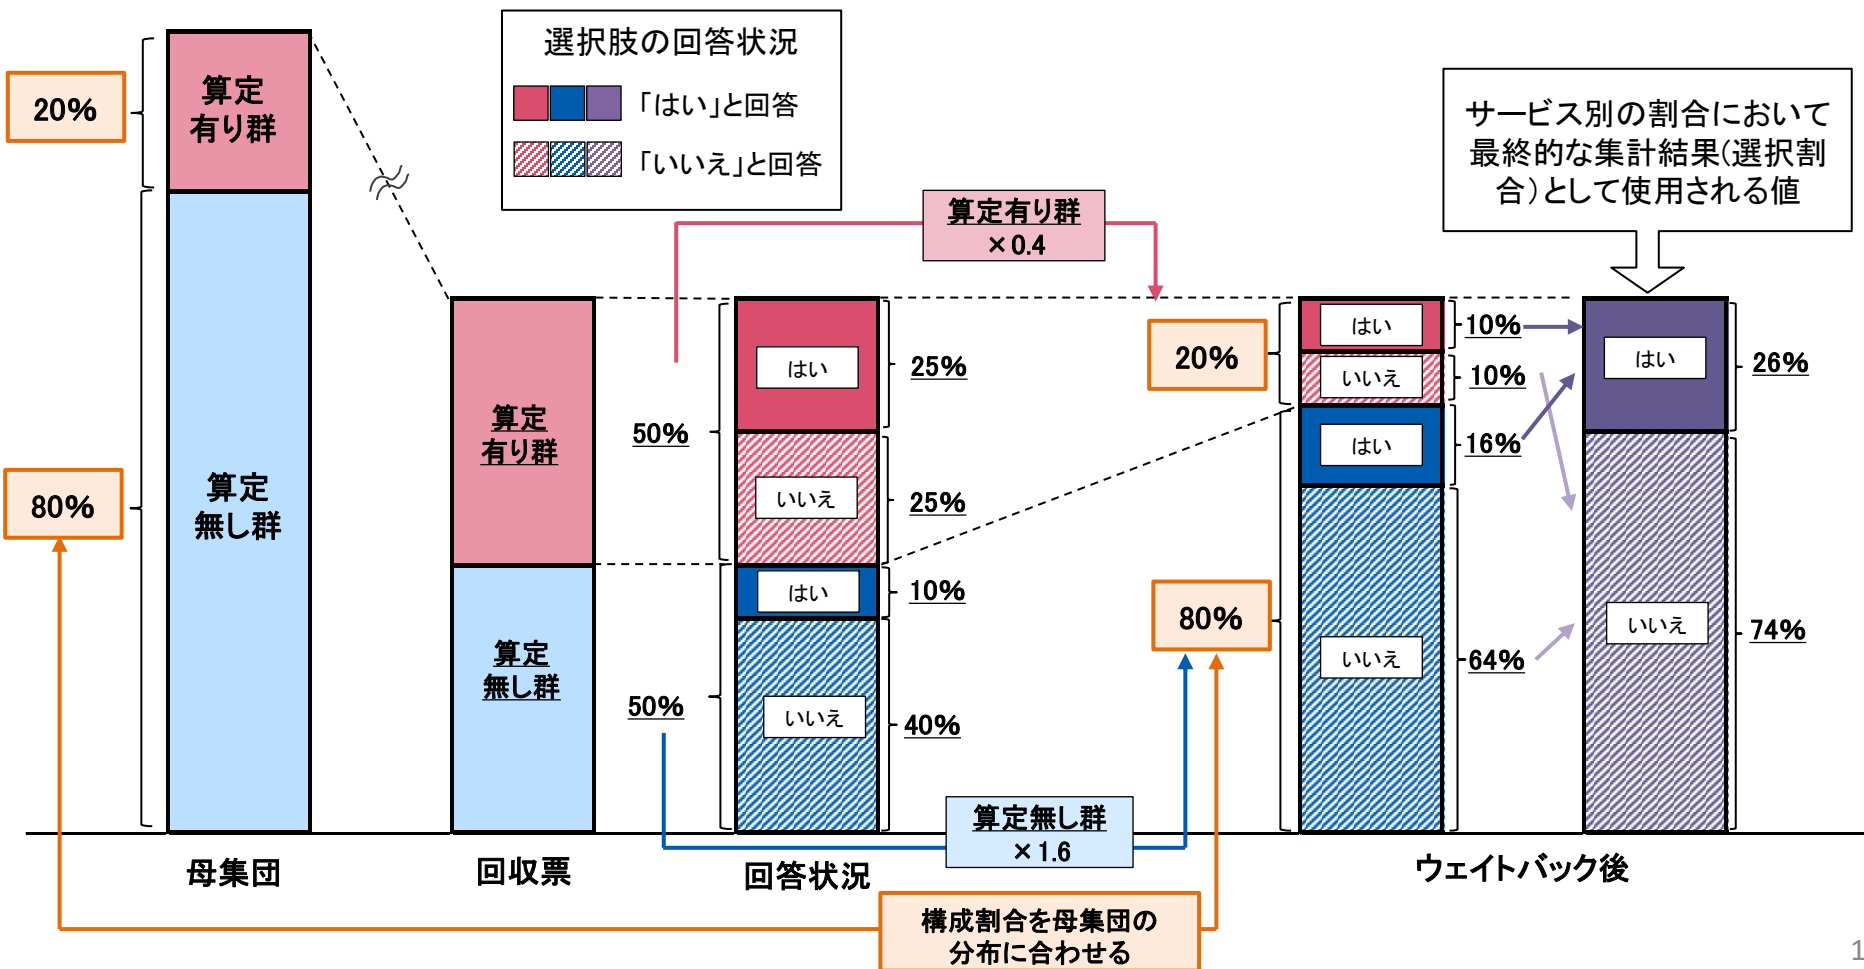 選択肢の回答状況
「はい」と回答
「いいえ」と回答
20%
算定
有り群
80%
算定
無し群
母集団
算定
有り群
算定
無し群
回収票
50%
50%
はい
25%
いいえ
25%
はい
10%
いいえ
40%
回答状況
算定有り群
×0.4
算定無し群
×1.6
構成割合を母集団の
分布に合わせる
20%
80%
はい
10%
いいえ
10%
はい
16%
いいえ
64%
サービス別の割合において
最終的な集計結果(選択割
合)として使用される値
はい
26%
いいえ
74%
ウェイトバック後
1